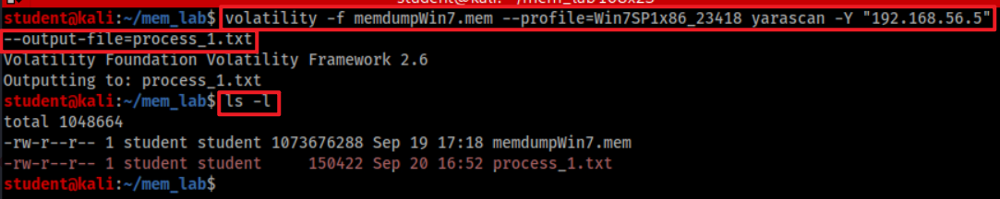 student@kali:~/mem_lab$ volatility -f memdumpWin7.mem --profile=Win7SP1x86_23418 yarascan -Y "192.168.56.5"
--output-file=process_1.txt
Volatility Foundation Volatility Framework 2.6
Outputting to: process_1.txt
student@kali:~/mem_lab$ ls -l
total 1048664
-rw-r--r-- 1 student student 1073676288 Sep 19 17:18 memdumpWin7.mem
-rw-r--r-- 1 student student     150422 Sep 20 16:52 process_1.txt
student@kali:~/mem_lab$